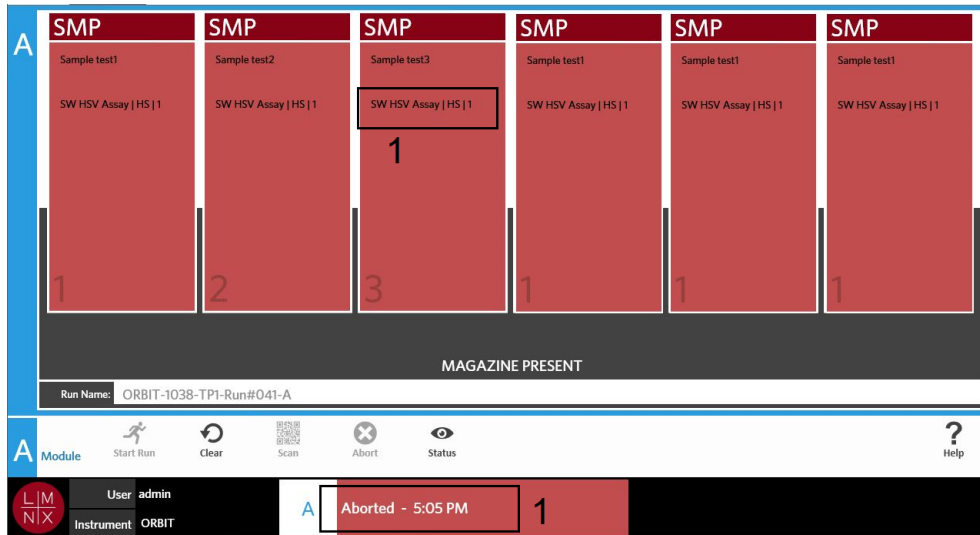 A
SMP SMP SMP SMP SMP SMP
Sample test1 Sample test2 Sample test3 Sample test1 Sample test1 Sample test1
SW HSV Assay | HS | 1 SW HSV Assay | HS | 1 SW HSV Assay | HS | 1 SW HSV Assay | HS | 1 SW HSV Assay | HS | 1 SW HSV Assay | HS | 1
1
1 2 3 1 1 1
MAGAZINE PRESENT
Run Name: ORBIT-1038-TP1-Run#041-A
A Module Start Run Clear Scan Abort Status ? Help
L M
N X
User admin
Instrument ORBIT
A Aborted - 5:05 PM 1